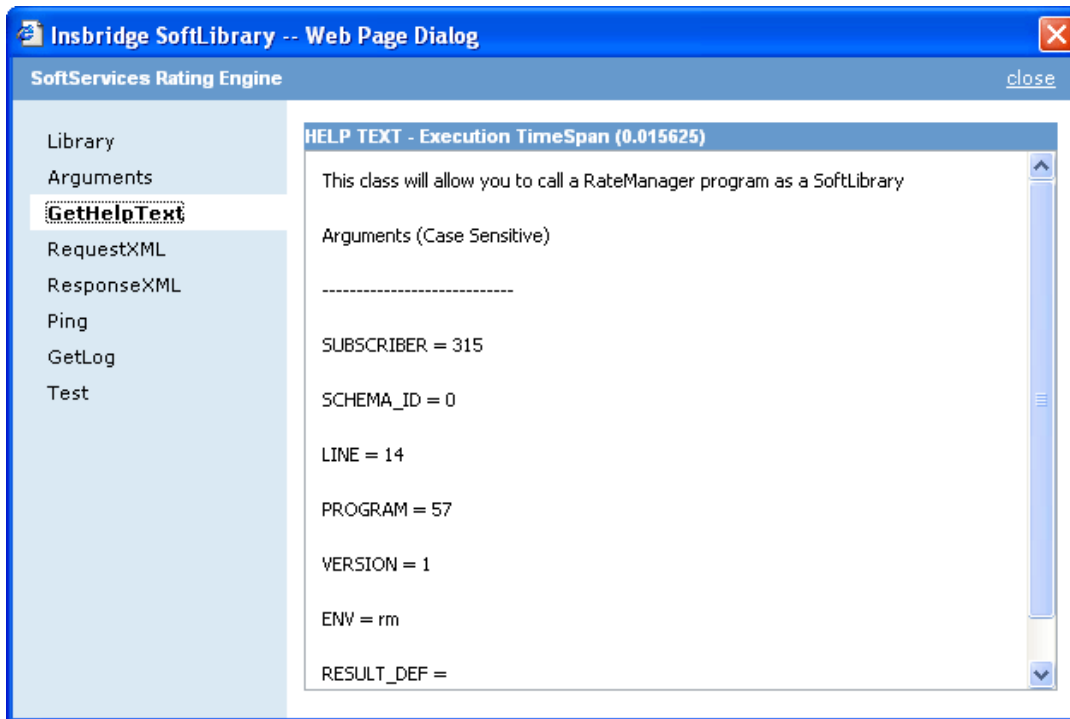 Insbridge SoftLibrary -- Web Page Dialog
SoftServices Rating Engine
close
Library
Arguments
GetHelpText
RequestXML
ResponseXML
Ping
GetLog
Test
HELP TEXT - Execution TimeSpan (0.015625)
This class will allow you to call a RateManager program as a SoftLibrary
Arguments (Case Sensitive)
----------------------------
SUBSCRIBER = 315
SCHEMA_ID = 0
LINE = 14
PROGRAM = 57
VERSION = 1
ENV = rm
RESULT_DEF =